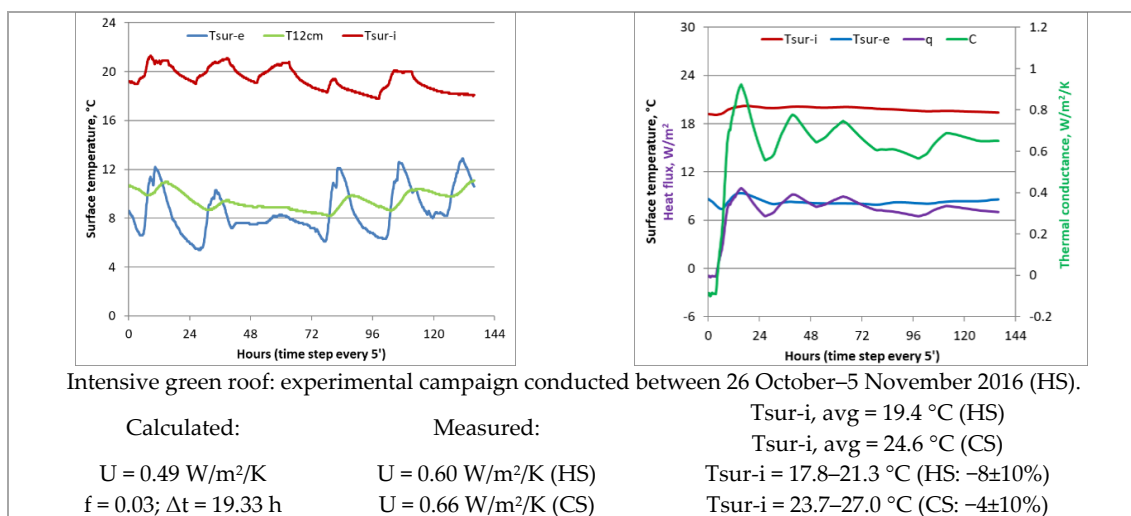 Tsur-e T12cm Tsur-i
Surface temperature, °C
24
20
16
12
8
4
0
0 24 48 72 96 120 144
Hours (time step every 5')
Tsur-i Tsur-e q C
Surface temperature, °C
Heat flux, W/m²
30
24
18
12
6
0
-6
1.2
1
0.8
0.6
0.4
0.2
0
-0.2
Thermal conductance, W/m²/K
0 24 48 72 96 120 144
Hours (time step every 5')
Intensive green roof: experimental campaign conducted between 26 October–5 November 2016 (HS).
Calculated:
U = 0.49 W/m²/K
f = 0.03; Δt = 19.33 h
Measured:
U = 0.60 W/m²/K (HS)
U = 0.66 W/m²/K (CS)
Tsur-i, avg = 19.4 °C (HS)
Tsur-i, avg = 24.6 °C (CS)
Tsur-i = 17.8–21.3 °C (HS: −8±10%)
Tsur-i = 23.7–27.0 °C (CS: −4±10%)